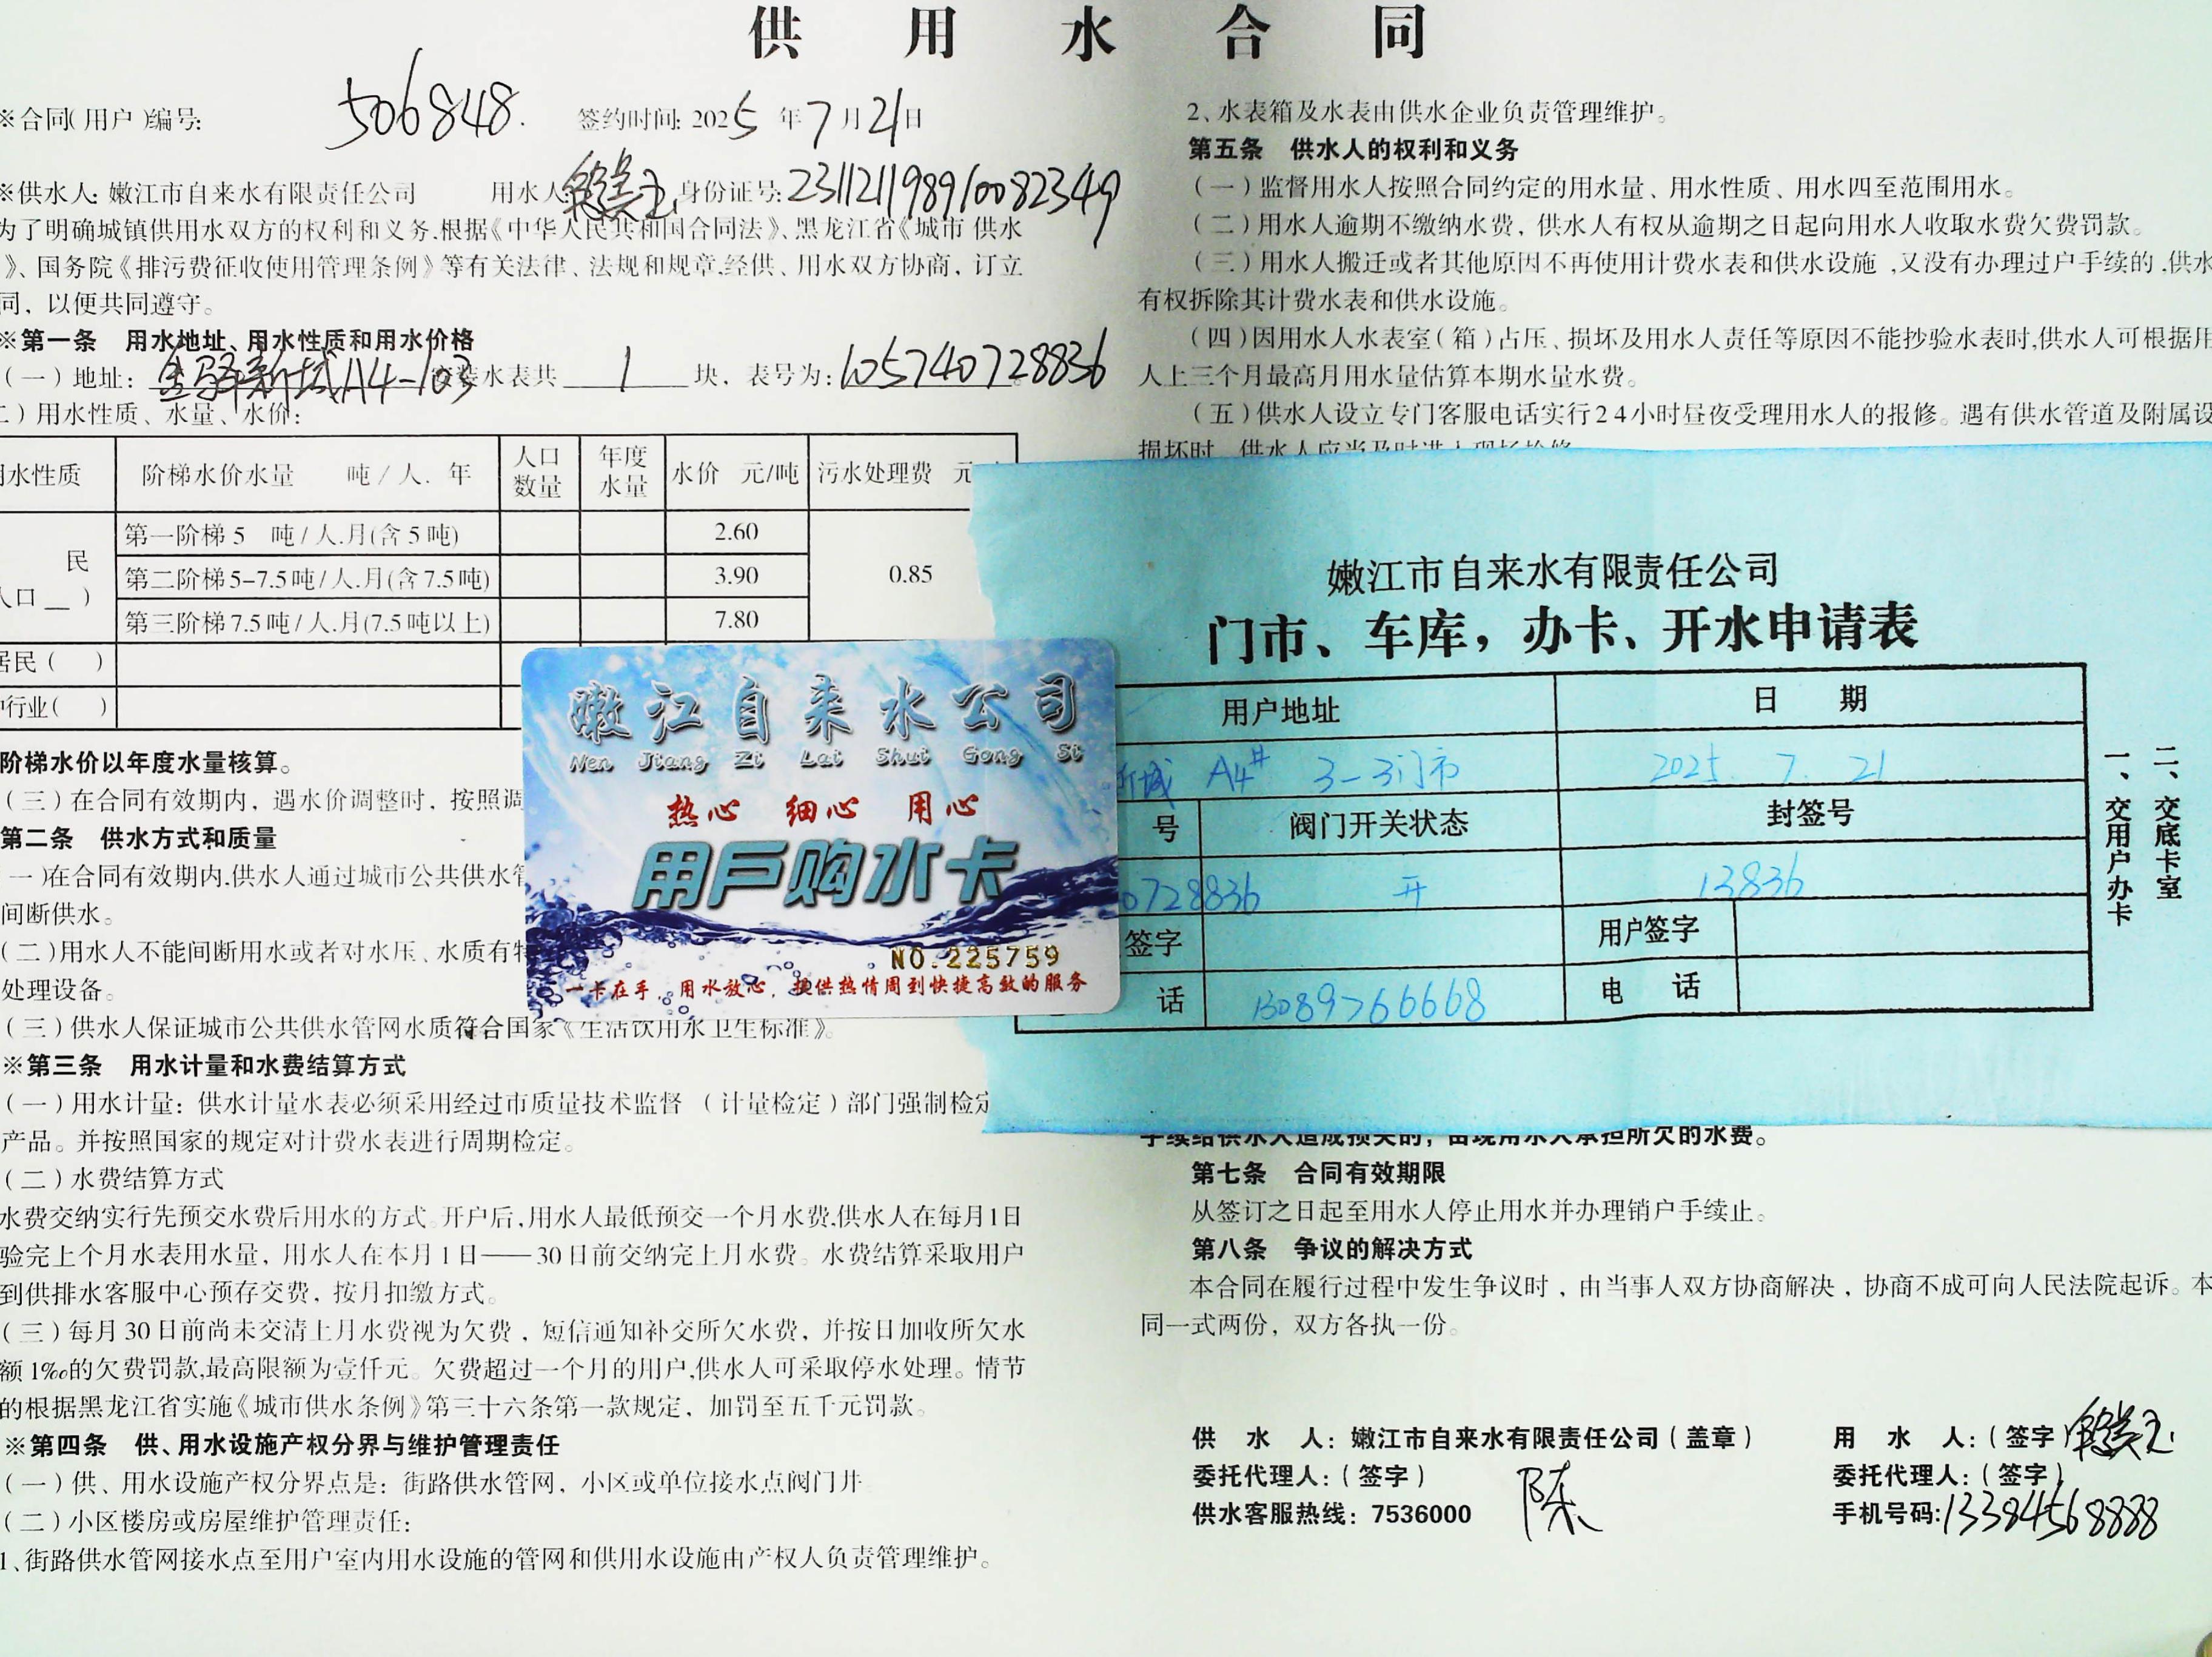 供 用 水 合 同
※合同(用户)编号: 506848. 签约时间: 2025 年 7 月 21 日
※供水人: 嫩江市自来水有限责任公司 用水人 身份证号: 231121198910082349
为了明确城镇供用水双方的权利和义务.根据《中华人民共和国合同法》、黑龙江省《城市 供水
》、国务院《排污费征收使用管理条例》等有关法律、法规和规章.经供、用水双方协商，订立
同，以便共同遵守。
※第一条 用水地址、用水性质和用水价格
(一)地址: 新城A4-103 装水表共 1 块，表号为: 105740728836
二)用水性质、水量、水价:
用水性质 阶梯水价水量 吨/人．年 人口数量 年度水量 水价 元/吨 污水处理费 元
民 第一阶梯 5 吨/人.月(含 5 吨) 2.60
人口__) 第二阶梯 5-7.5 吨/人.月(含 7.5 吨) 3.90 0.85
第三阶梯 7.5 吨/人.月(7.5 吨以上) 7.80
居民( )
行业( )
阶梯水价以年度水量核算。
(三)在合同有效期内，遇水价调整时，按照调
第二条 供水方式和质量
一)在合同有效期内.供水人通过城市公共供水管
间断供水。
(二)用水人不能间断用水或者对水压、水质有特
处理设备。
(三)供水人保证城市公共供水管网水质符合国家《生活饮用水卫生标准》。
※第三条 用水计量和水费结算方式
(一)用水计量：供水计量水表必须采用经过市质量技术监督 (计量检定)部门强制检定
产品。并按照国家的规定对计费水表进行周期检定。
(二)水费结算方式
水费交纳实行先预交水费后用水的方式。开户后,用水人最低预交一个月水费,供水人在每月1日
验完上个月水表用水量，用水人在本月 1 日——30 日前交纳完上月水费。水费结算采取用户
到供排水客服中心预存交费，按月扣缴方式。
(三)每月 30 日前尚未交清上月水费视为欠费，短信通知补交所欠水费，并按日加收所欠水
额 1‰的欠费罚款,最高限额为壹仟元。欠费超过一个月的用户,供水人可采取停水处理。情节
的根据黑龙江省实施《城市供水条例》第三十六条第一款规定，加罚至五千元罚款。
※第四条 供、用水设施产权分界与维护管理责任
(一)供、用水设施产权分界点是：街路供水管网，小区或单位接水点阀门井
(二)小区楼房或房屋维护管理责任：
1、街路供水管网接水点至用户室内用水设施的管网和供用水设施由产权人负责管理维护。
2、水表箱及水表由供水企业负责管理维护。
第五条 供水人的权利和义务
(一)监督用水人按照合同约定的用水量、用水性质、用水四至范围用水。
(二)用水人逾期不缴纳水费，供水人有权从逾期之日起向用水人收取水费欠费罚款。
(三)用水人搬迁或者其他原因不再使用计费水表和供水设施,又没有办理过户手续的,供水
有权拆除其计费水表和供水设施。
(四)因用水人水表室(箱)占压、损坏及用水人责任等原因不能抄验水表时,供水人可根据用
人上三个月最高月用水量估算本期水量水费。
(五)供水人设立专门客服电话实行24小时昼夜受理用水人的报修。遇有供水管道及附属设
损坏时，供水人应当及时进入现场抢修
嫩江市自来水有限责任公司
门市、车库，办卡、开水申请表
用户地址 日 期
新城 A4# 3-3门市 2025. 7. 21
号 阀门开关状态 封签号
0728836 开 13836
签字 用户签字
话 13089766668 电 话
一、交用户办卡
二、交底卡室
嫩江自来水公司
Nen Jiang Zi Lai Shui Gong Si
热心 细心 用心
用户购水卡
NO.225759
一卡在手，用水放心，提供热情周到快捷高效的服务
手续给供水人造成损失的，由现用水人承担所欠的水费。
第七条 合同有效期限
从签订之日起至用水人停止用水并办理销户手续止。
第八条 争议的解决方式
本合同在履行过程中发生争议时，由当事人双方协商解决，协商不成可向人民法院起诉。本
同一式两份，双方各执一份。
供 水 人：嫩江市自来水有限责任公司(盖章) 用 水 人：(签字)
委托代理人：(签字) 陈 委托代理人：(签字)
供水客服热线：7536000 手机号码: 13384568888